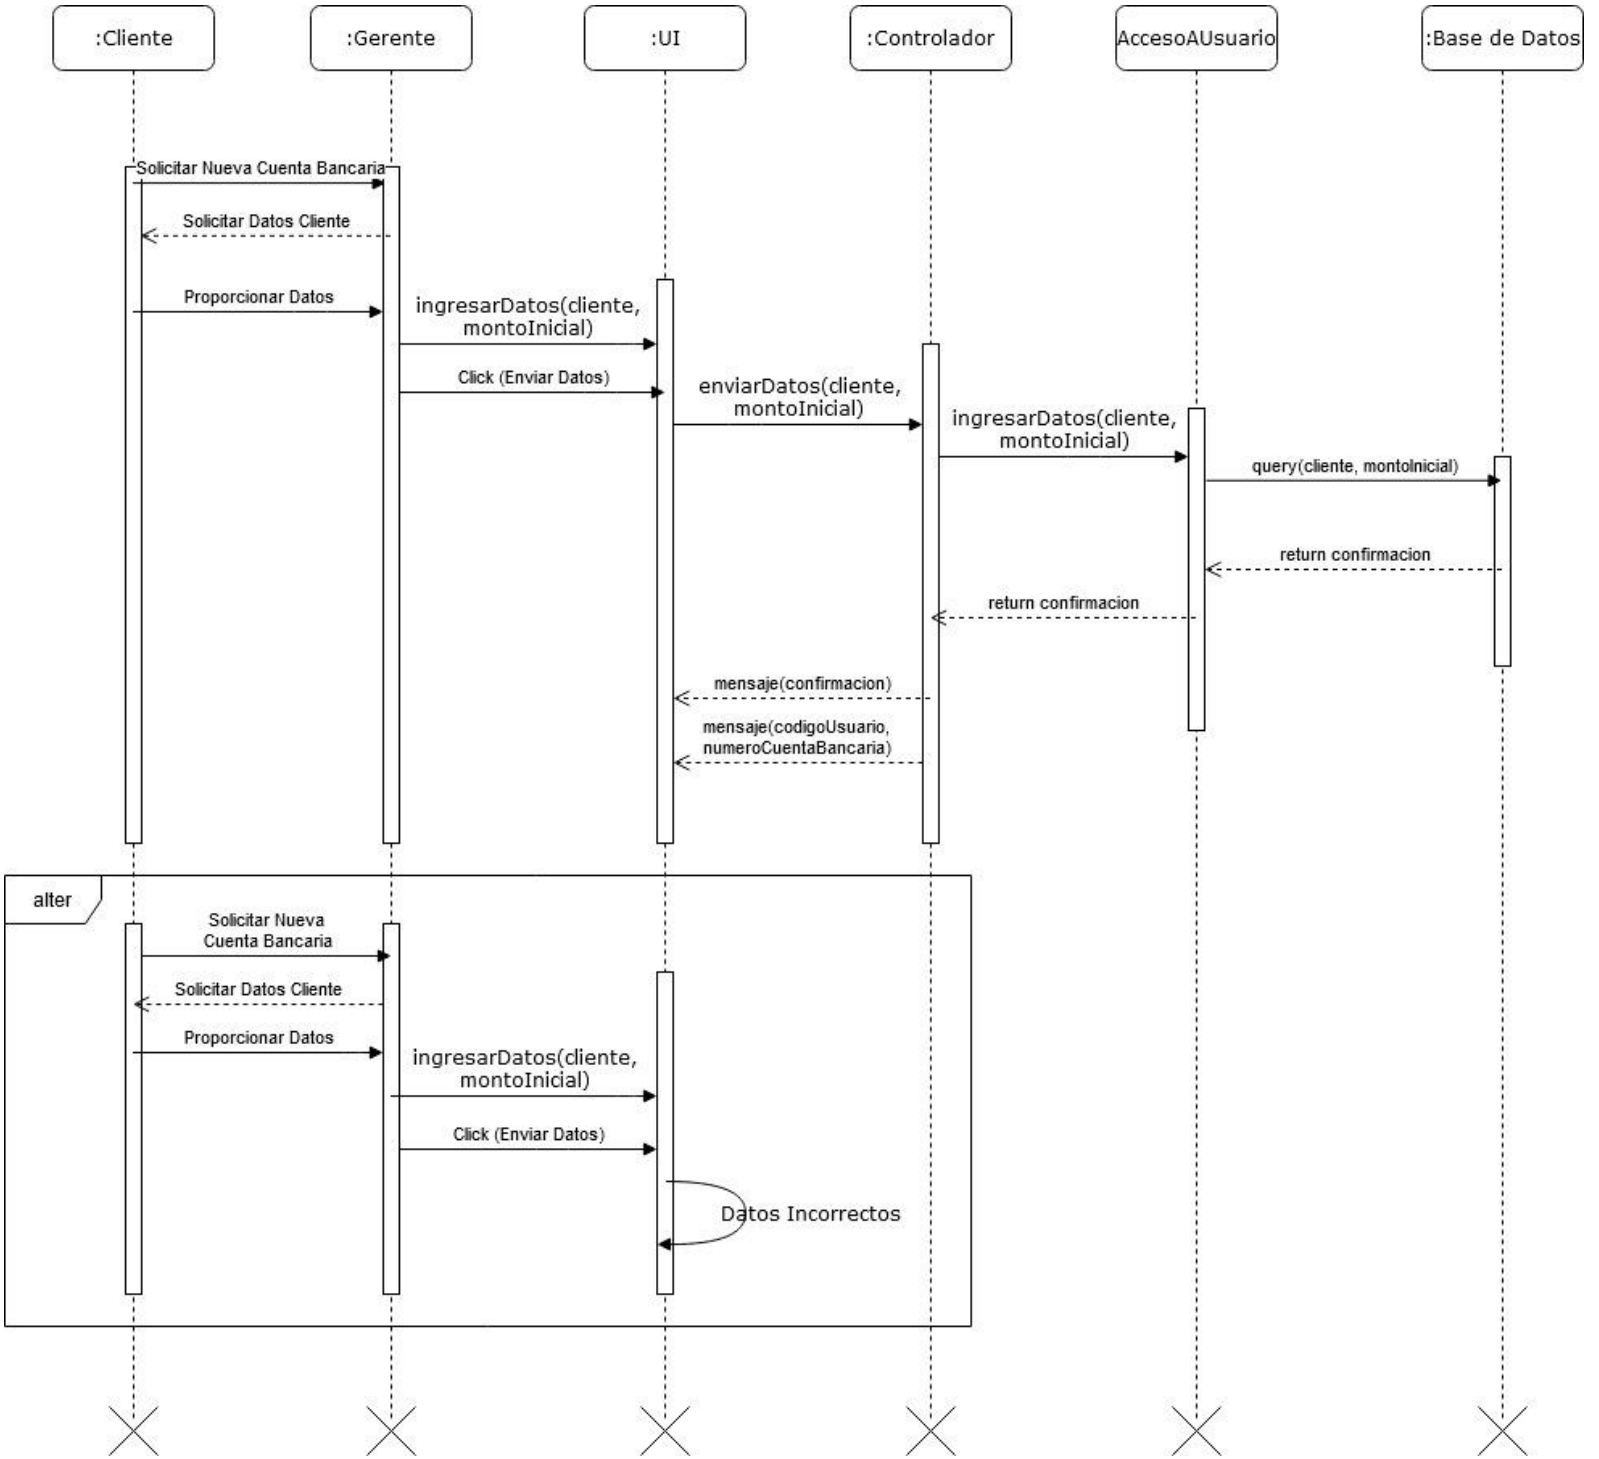 :Cliente
:Gerente
:UI
:Controlador
AccesoAUsuario
:Base de Datos
Solicitar Nueva Cuenta Bancaria
Solicitar Datos Cliente
Proporcionar Datos
ingresarDatos(cliente,
montoInicial)
Click (Enviar Datos)
enviarDatos(cliente,
montoInicial)
ingresarDatos(cliente,
montoInicial)
query(cliente, montoInicial)
return confirmacion
return confirmacion
mensaje(confirmacion)
mensaje(codigoUsuario,
numeroCuentaBancaria)
alter
Solicitar Nueva
Cuenta Bancaria
Solicitar Datos Cliente
Proporcionar Datos
ingresarDatos(cliente,
montoInicial)
Click (Enviar Datos)
Datos Incorrectos